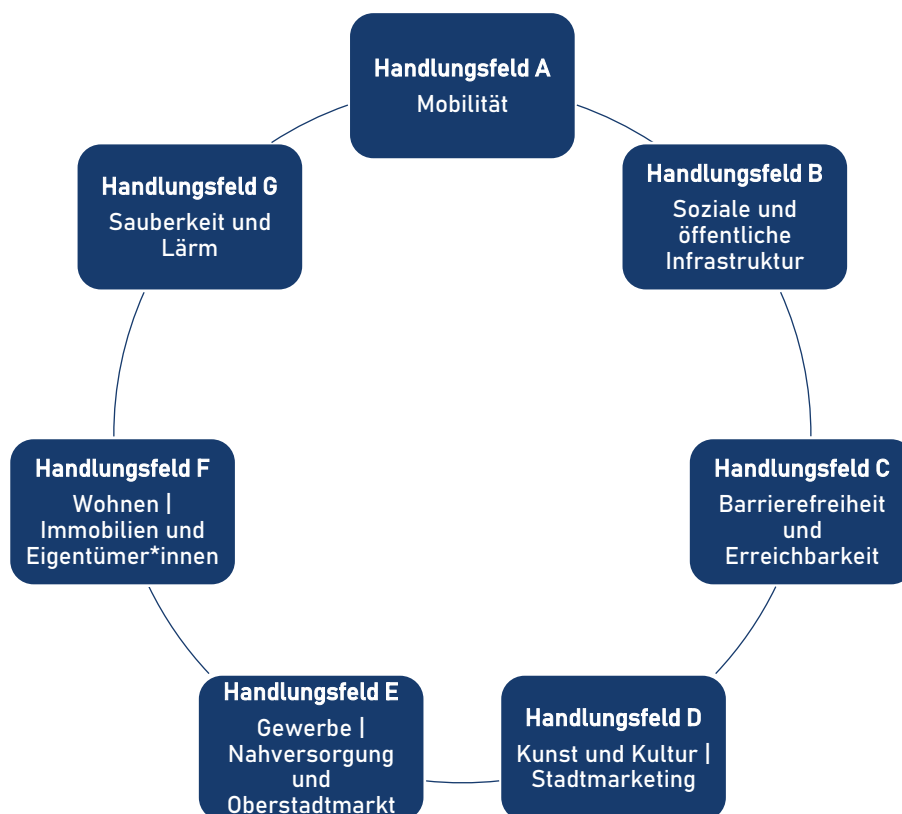 Handlungsfeld A
Mobilität
Handlungsfeld B
Soziale und
öffentliche
Infrastruktur
Handlungsfeld C
Barrierefreiheit
und
Erreichbarkeit
Handlungsfeld D
Kunst und Kultur |
Stadtmarketing
Handlungsfeld E
Gewerbe |
Nahversorgung
und
Oberstadtmarkt
Handlungsfeld F
Wohnen |
Immobilien und
Eigentümer*innen
Handlungsfeld G
Sauberkeit und
Lärm